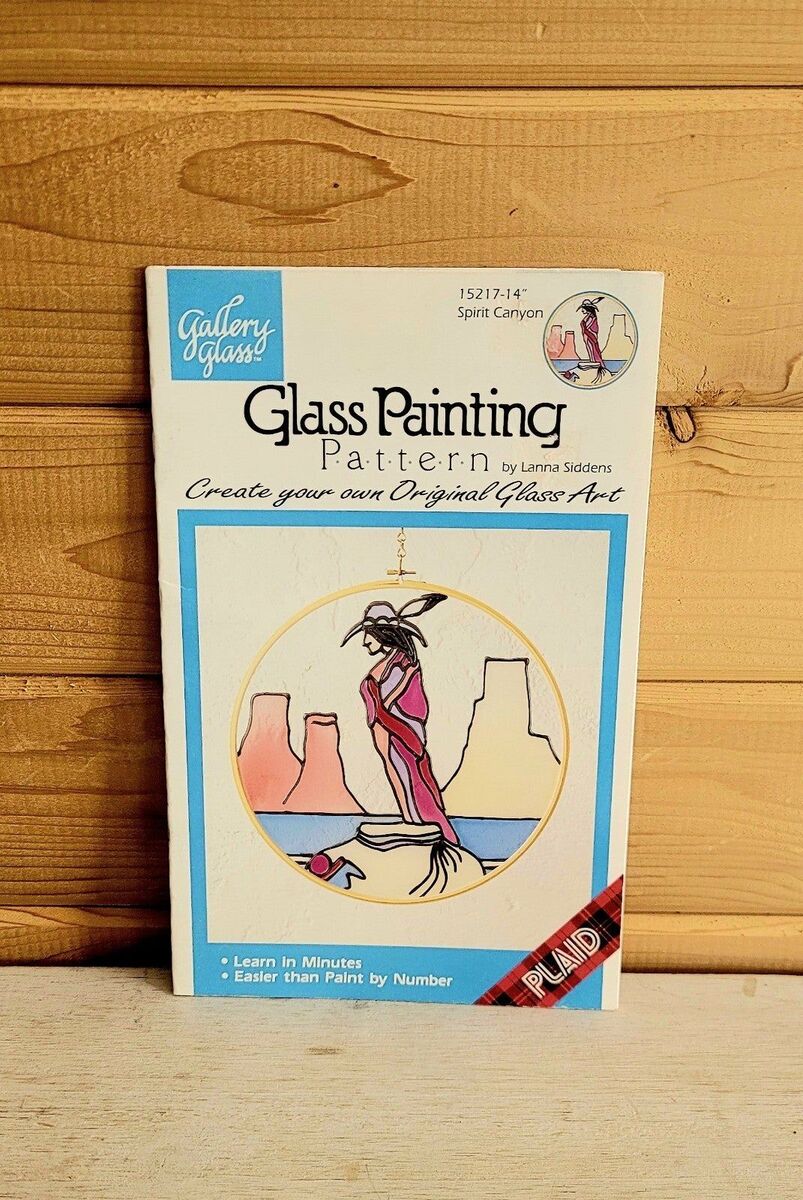 Gallery
Glass™
15217-14"
Spirit Canyon
Glass Painting
Pattern by Lanna Siddens
Create your own Original Glass Art
• Learn in Minutes
• Easier than Paint by Number
PLAID